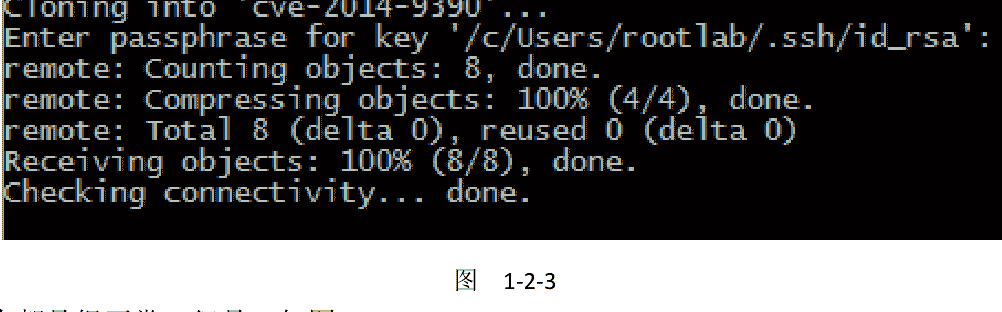 Cloning into 'cve-2014-9390'...
Enter passphrase for key '/c/Users/rootlab/.ssh/id_rsa':
remote: Counting objects: 8, done.
remote: Compressing objects: 100% (4/4), done.
remote: Total 8 (delta 0), reused 0 (delta 0)
Receiving objects: 100% (8/8), done.
Checking connectivity... done.
图 1-2-3